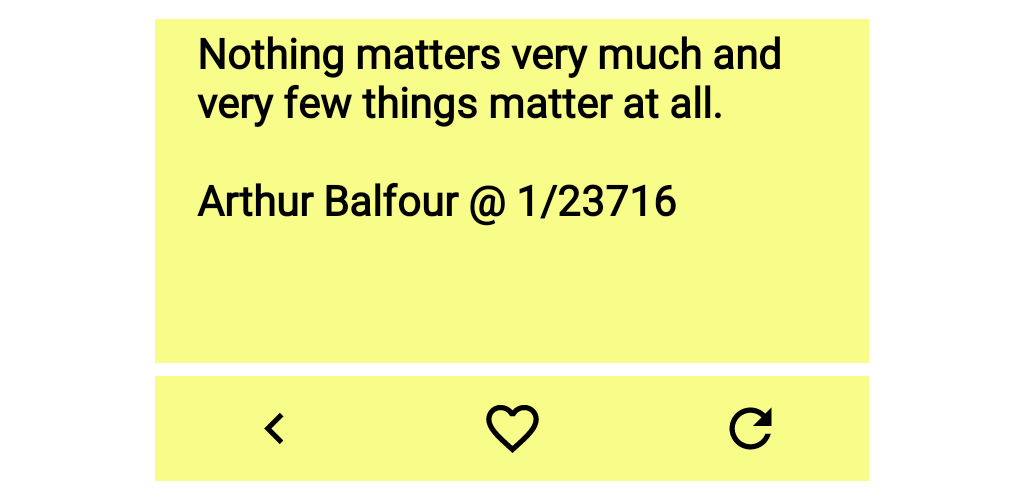 Nothing matters very much and
very few things matter at all.
Arthur Balfour @ 1/23716